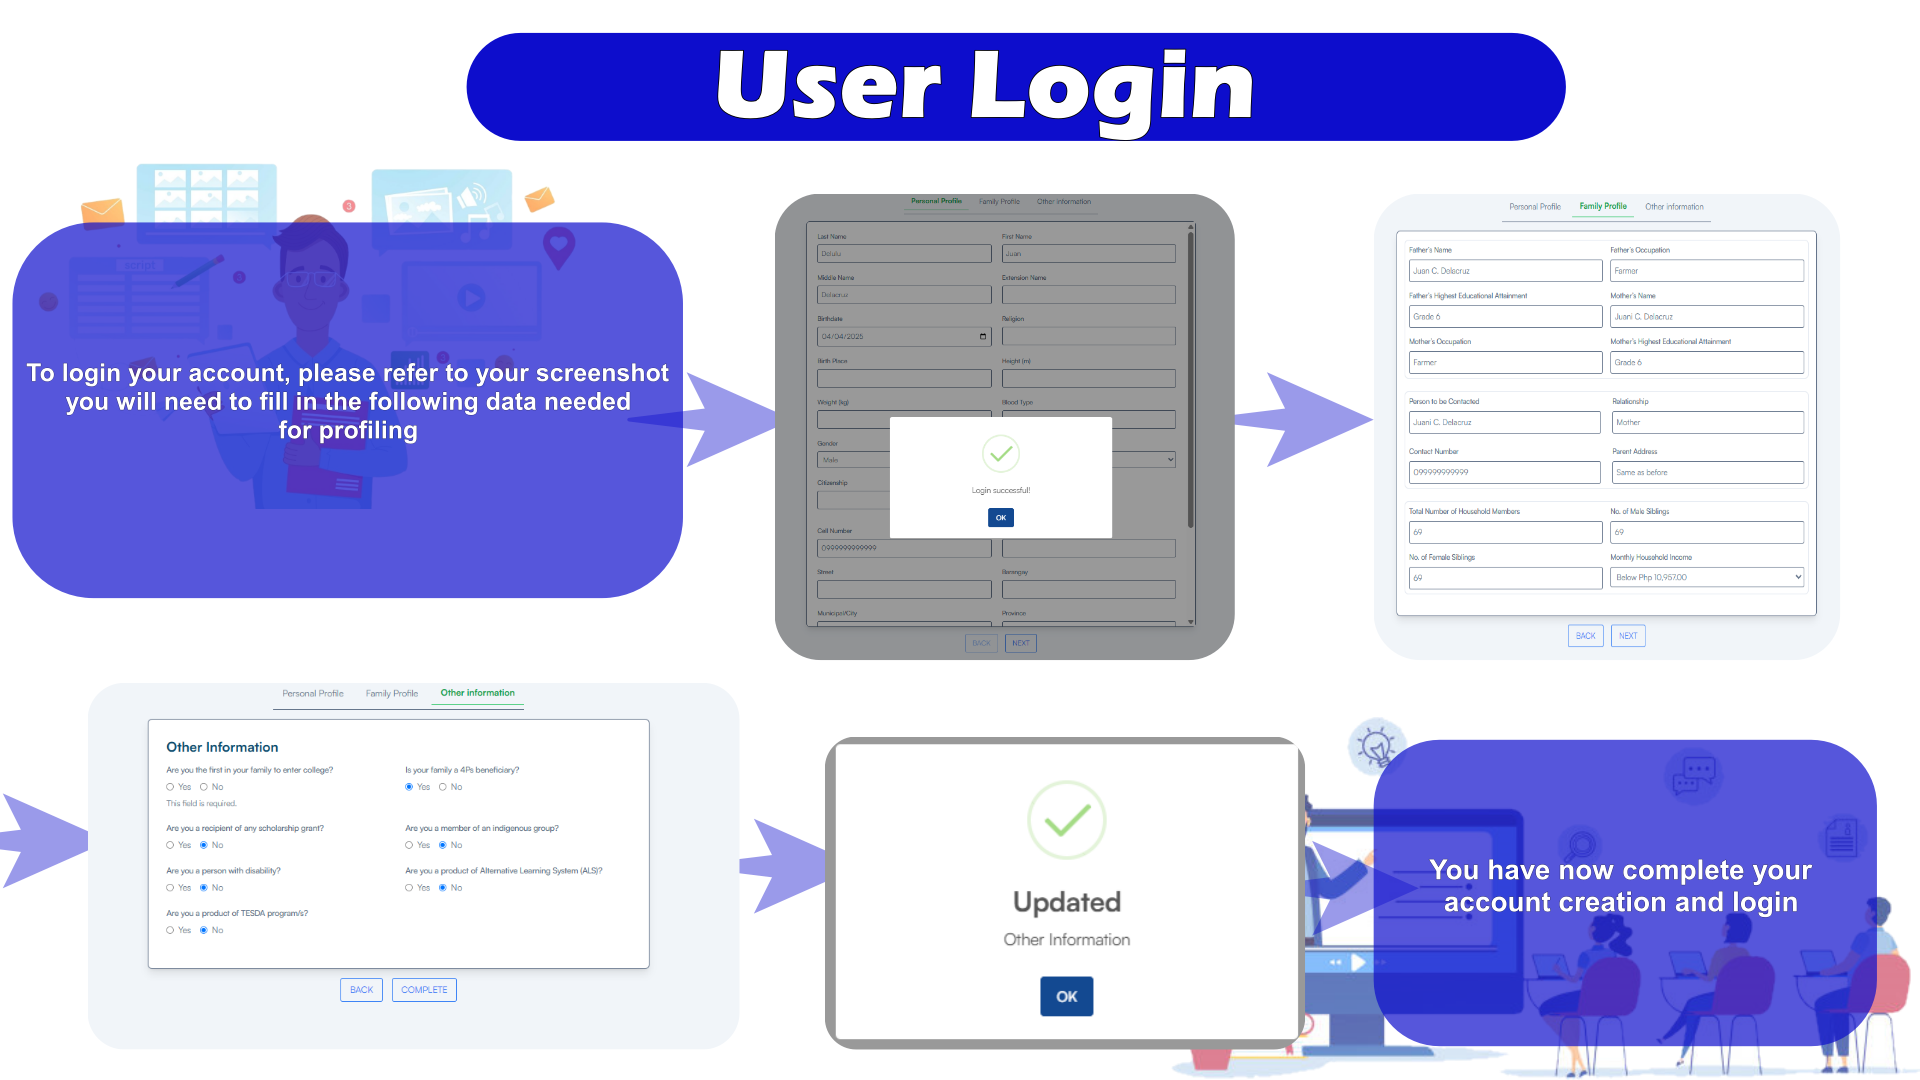 User Login
script
3
3
3
To login your account, please refer to your screenshot
you will need to fill in the following data needed
for profiling
Personal Profile Family Profile Other information
Last Name First Name
Delulu Juan
Middle Name Extension Name
Delacruz
Birthdate Religion
04/04/2025
Birth Place Height (m)
Weight (kg) Blood Type
Gender
Male
Citizenship
Login successful!
OK
Cell Number
0999999999999
Street Barangay
Municipal/City Province
BACK NEXT
Personal Profile Family Profile Other information
Father's Name Father's Occupation
Juan C. Delacruz Farmer
Father's Highest Educational Attainment Mother's Name
Grade 6 Juani C. Delacruz
Mother's Occupation Mother's Highest Educational Attainment
Farmer Grade 6
Person to be Contacted Relationship
Juani C. Delacruz Mother
Contact Number Parent Address
099999999999 Same as before
Total Number of Household Members No. of Male Siblings
69 69
No. of Female Siblings Monthly Household Income
69 Below Php 10,957.00
BACK NEXT
Personal Profile Family Profile Other information
Other Information
Are you the first in your family to enter college? Is your family a 4Ps beneficiary?
Yes No Yes No
This field is required.
Are you a recipient of any scholarship grant? Are you a member of an indigenous group?
Yes No Yes No
Are you a person with disability? Are you a product of Alternative Learning System (ALS)?
Yes No Yes No
Are you a product of TESDA program/s?
Yes No
BACK COMPLETE
Updated
Other Information
OK
You have now complete your
account creation and login